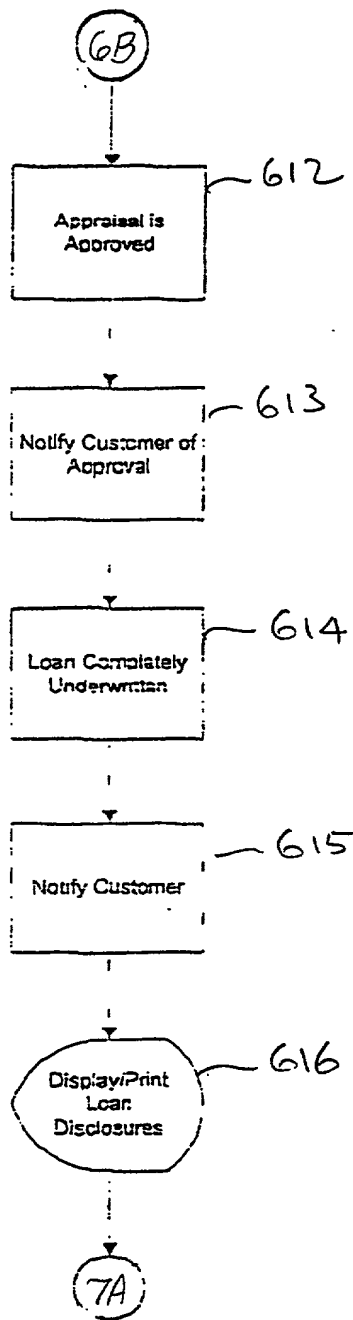 6B
612
Appraisal is
Approved
613
Notify Customer of
Approval
614
Loan Completely
Underwritten
615
Notify Customer
616
Display/Print
Loan
Disclosures
7A